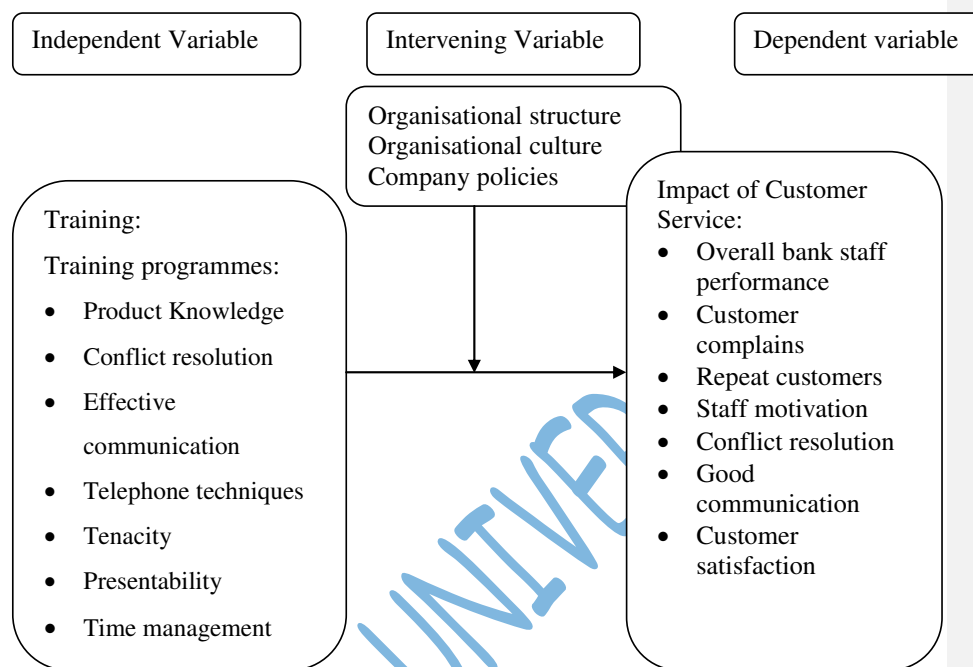 Independent Variable
Intervening Variable
Dependent variable
Organisational structure
Organisational culture
Company policies
Training:
Training programmes:
• Product Knowledge
• Conflict resolution
• Effective
communication
• Telephone techniques
• Tenacity
• Presentability
• Time management
Impact of Customer
Service:
• Overall bank staff
performance
• Customer
complains
• Repeat customers
• Staff motivation
• Conflict resolution
• Good
communication
• Customer
satisfaction